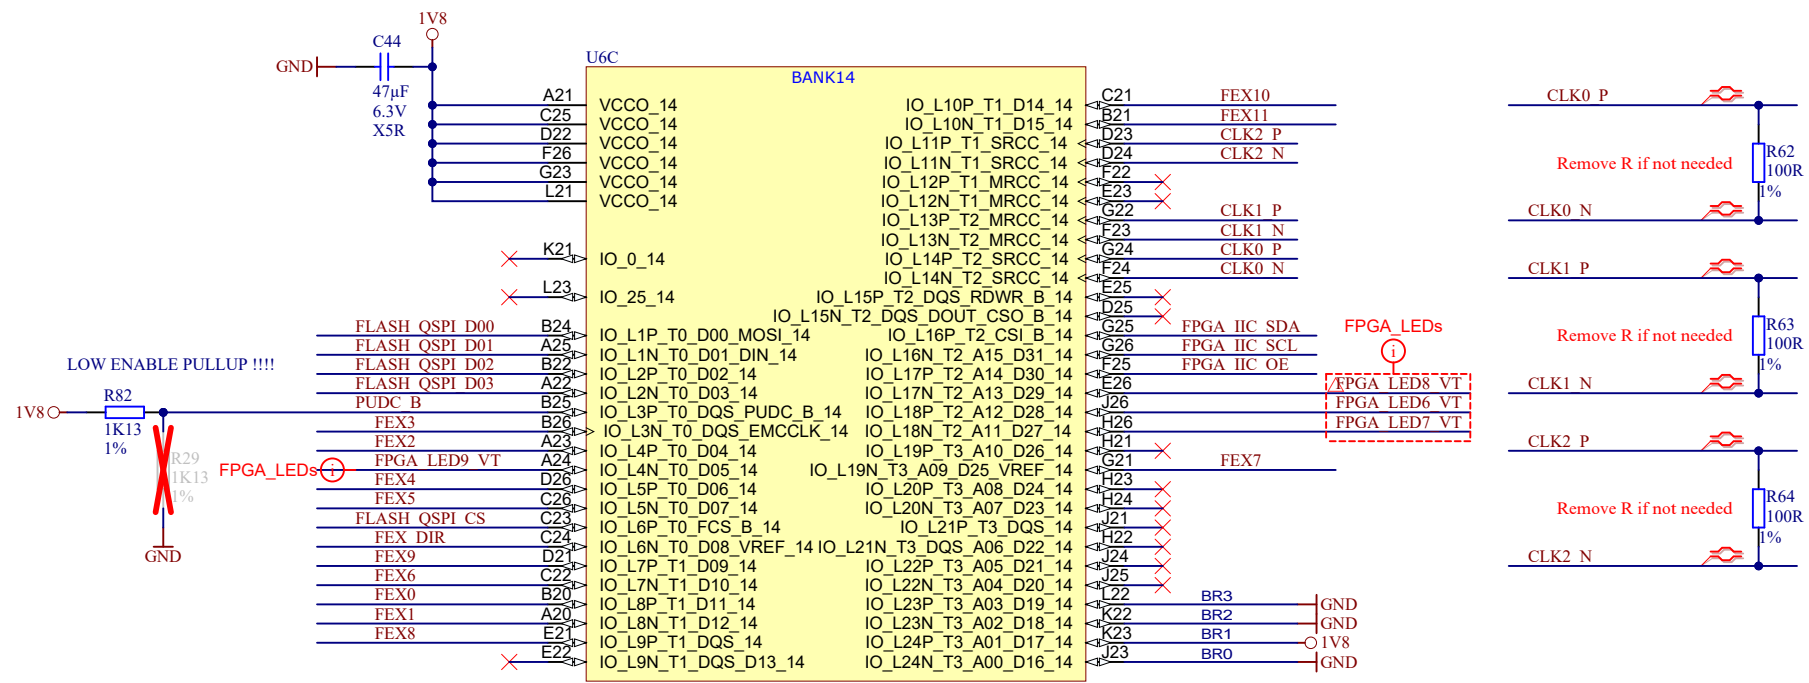 1V8
C44
GND
47µF
6.3V
X5R
U6C
BANK14
A21 VCCO_14
C25 VCCO_14
D22 VCCO_14
F26 VCCO_14
G23 VCCO_14
L21 VCCO_14
K21 IO_0_14
L23 IO_25_14
FLASH_QSPI_D00 B24 IO_L1P_T0_D00_MOSI_14
FLASH_QSPI_D01 A25 IO_L1N_T0_D01_DIN_14
FLASH_QSPI_D02 B22 IO_L2P_T0_D02_14
FLASH_QSPI_D03 A22 IO_L2N_T0_D03_14
PUDC_B B25 IO_L3P_T0_DQS_PUDC_B_14
FEX3 B26 IO_L3N_T0_DQS_EMCCLK_14
FEX2 A23 IO_L4P_T0_D04_14
FPGA_LEDs i FPGA_LED9_VT A24 IO_L4N_T0_D05_14
FEX4 D26 IO_L5P_T0_D06_14
FEX5 C26 IO_L5N_T0_D07_14
FLASH_QSPI_CS C23 IO_L6P_T0_FCS_B_14
FEX_DIR C24 IO_L6N_T0_D08_VREF_14
FEX9 D21 IO_L7P_T1_D09_14
FEX6 C22 IO_L7N_T1_D10_14
FEX0 B20 IO_L8P_T1_D11_14
FEX1 A20 IO_L8N_T1_D12_14
FEX8 E21 IO_L9P_T1_DQS_14
E22 IO_L9N_T1_DQS_D13_14
LOW ENABLE PULLUP !!!!
1V8
R82
1K13
1%
R29
1K13
1%
GND
IO_L10P_T1_D14_14 C21 FEX10
IO_L10N_T1_D15_14 B21 FEX11
IO_L11P_T1_SRCC_14 D23 CLK2_P
IO_L11N_T1_SRCC_14 D24 CLK2_N
IO_L12P_T1_MRCC_14 F22
IO_L12N_T1_MRCC_14 E23
IO_L13P_T2_MRCC_14 G22 CLK1_P
IO_L13N_T2_MRCC_14 F23 CLK1_N
IO_L14P_T2_SRCC_14 G24 CLK0_P
IO_L14N_T2_SRCC_14 F24 CLK0_N
IO_L15P_T2_DQS_RDWR_B_14 E25
IO_L15N_T2_DQS_DOUT_CSO_B_14 D25
IO_L16P_T2_CSI_B_14 G25 FPGA_IIC_SDA
IO_L16N_T2_A15_D31_14 G26 FPGA_IIC_SCL
IO_L17P_T2_A14_D30_14 F25 FPGA_IIC_OE
IO_L17N_T2_A13_D29_14 E26 FPGA_LED8_VT
IO_L18P_T2_A12_D28_14 J26 FPGA_LED6_VT
IO_L18N_T2_A11_D27_14 H26 FPGA_LED7_VT
IO_L19P_T3_A10_D26_14 H21
IO_L19N_T3_A09_D25_VREF_14 G21 FEX7
IO_L20P_T3_A08_D24_14 H23
IO_L20N_T3_A07_D23_14 H24
IO_L21P_T3_DQS_14 J21
IO_L21N_T3_DQS_A06_D22_14 H22
IO_L22P_T3_A05_D21_14 J24
IO_L22N_T3_A04_D20_14 J25
IO_L23P_T3_A03_D19_14 L22 BR3 GND
IO_L23N_T3_A02_D18_14 K22 BR2 GND
IO_L24P_T3_A01_D17_14 K23 BR1 1V8
IO_L24N_T3_A00_D16_14 J23 BR0 GND
FPGA_LEDs
i
CLK0_P
Remove R if not needed
R62
100R
1%
CLK0_N
CLK1_P
Remove R if not needed
R63
100R
1%
CLK1_N
CLK2_P
Remove R if not needed
R64
100R
1%
CLK2_N